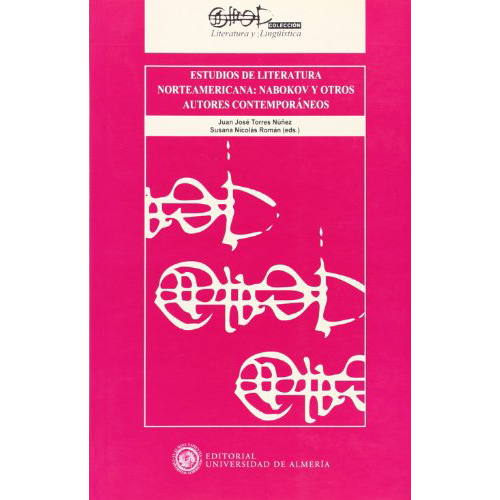 COLECCIÓN
Literatura y Lingüística
ESTUDIOS DE LITERATURA
NORTEAMERICANA: NABOKOV Y OTROS
AUTORES CONTEMPORÁNEOS
Juan José Torres Núñez
Susana Nicolás Román (eds.)
EDITORIAL
UNIVERSIDAD DE ALMERÍA